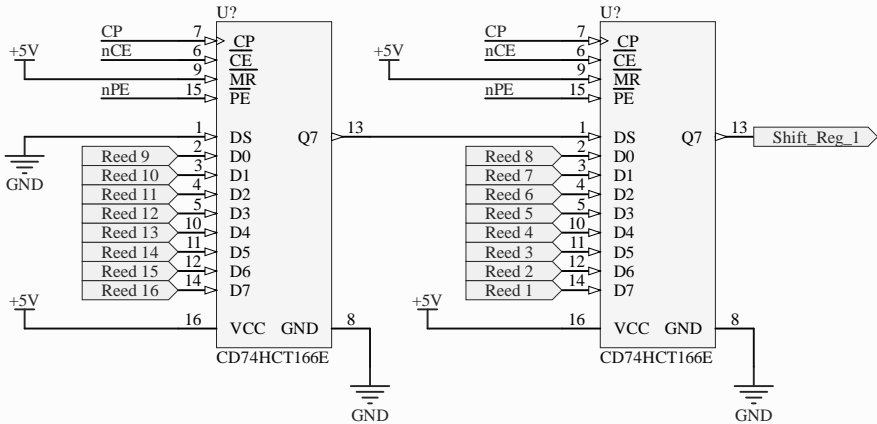 U?
CP 7 CP
nCE 6 CE
+5V 9 MR
nPE 15 PE
1 DS Q7 13
GND
Reed 9 2 D0
Reed 10 3 D1
Reed 11 4 D2
Reed 12 5 D3
Reed 13 10 D4
Reed 14 11 D5
Reed 15 12 D6
Reed 16 14 D7
+5V 16 VCC GND 8
CD74HCT166E
GND
U?
CP 7 CP
nCE 6 CE
+5V 9 MR
nPE 15 PE
1 DS Q7 13 Shift_Reg_1
Reed 8 2 D0
Reed 7 3 D1
Reed 6 4 D2
Reed 5 5 D3
Reed 4 10 D4
Reed 3 11 D5
Reed 2 12 D6
Reed 1 14 D7
+5V 16 VCC GND 8
CD74HCT166E
GND